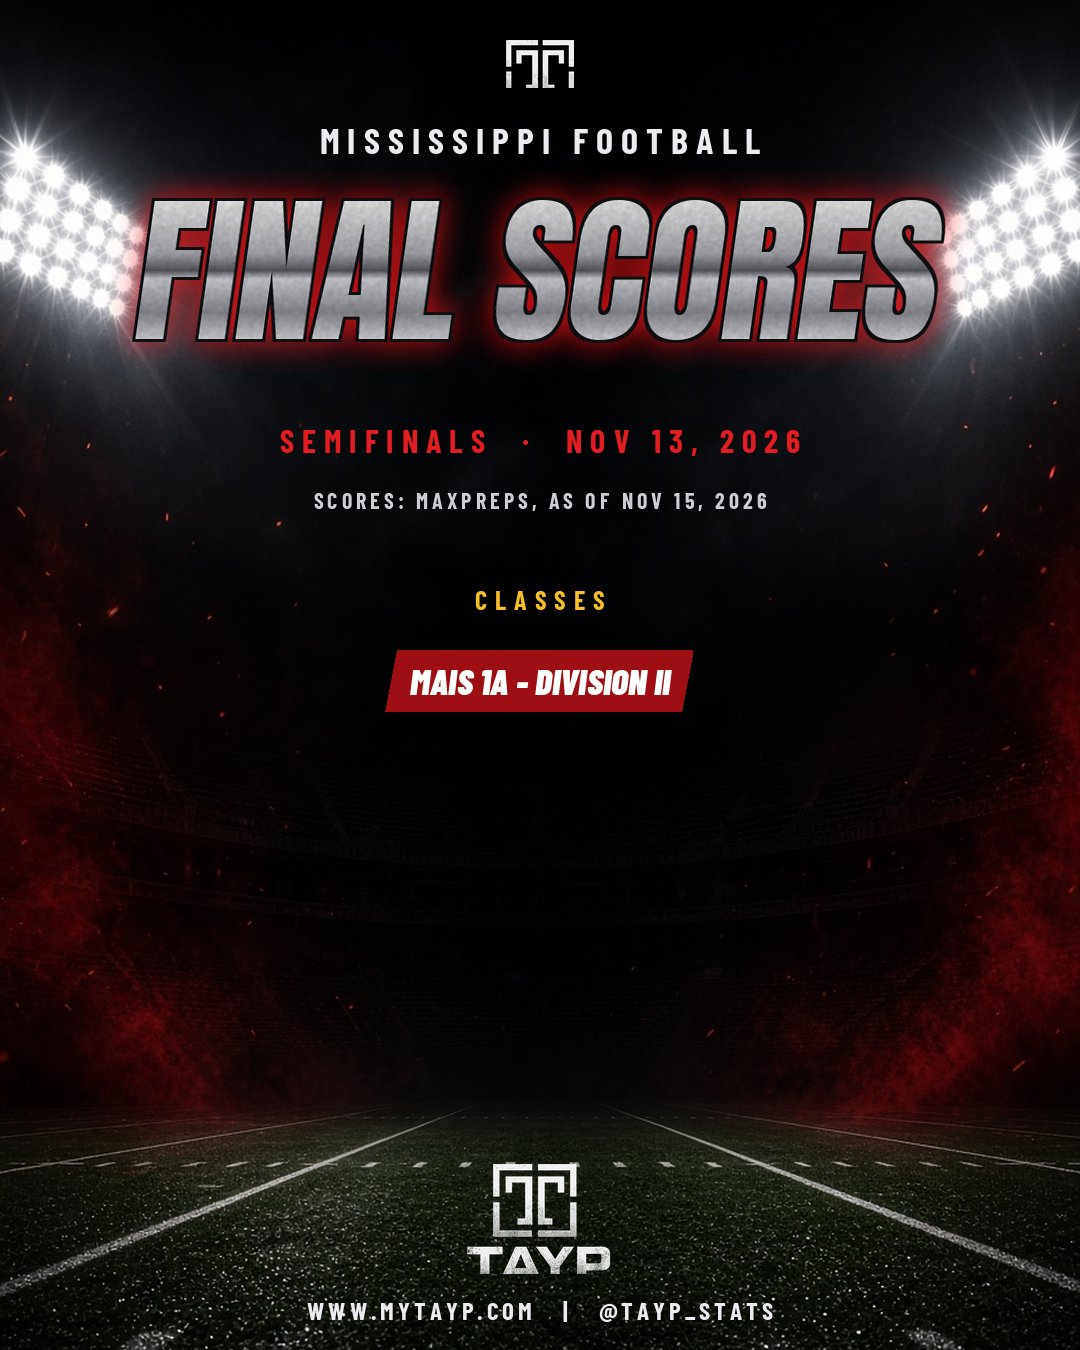 MISSISSIPPI FOOTBALL
FINAL SCORES
SEMIFINALS · NOV 13, 2026
SCORES: MAXPREPS, AS OF NOV 15, 2026
CLASSES
MAIS 1A - DIVISION II
TAYP
WWW.MYTAYP.COM | @TAYP_STATS